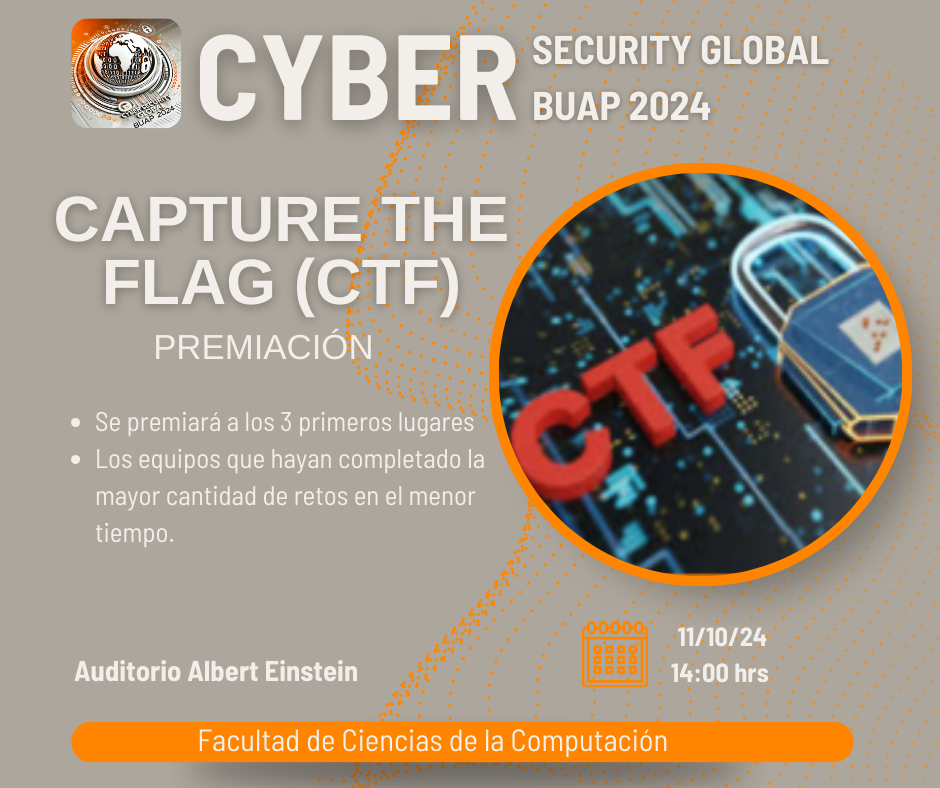 CYBER
SECURITY GLOBAL
BUAP 2024
CAPTURE THE
FLAG (CTF)
PREMIACIÓN
Se premiará a los 3 primeros lugares
Los equipos que hayan completado la
mayor cantidad de retos en el menor
tiempo.
CTF
11/10/24
14:00 hrs
Auditorio Albert Einstein
Facultad de Ciencias de la Computación